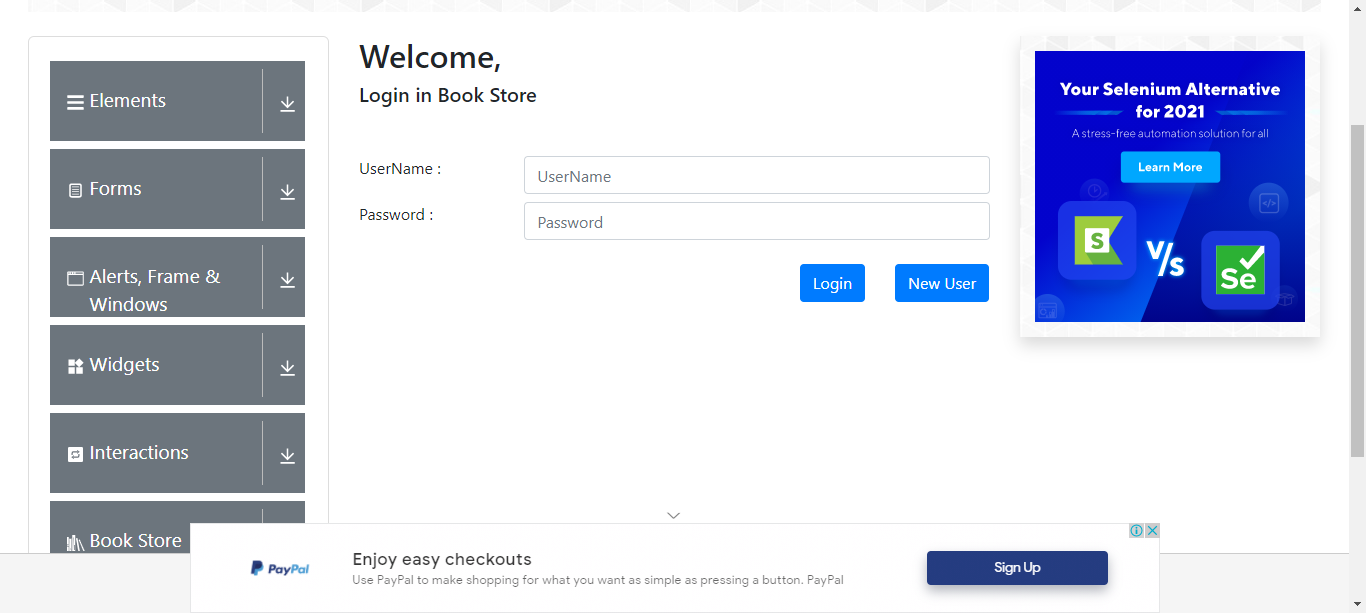 Elements
Forms
Alerts, Frame &
Windows
Widgets
Interactions
Book Store
Welcome,
Login in Book Store
UserName :
UserName
Password :
Password
Login
New User
Your Selenium Alternative
for 2021
A stress-free automation solution for all
Learn More
S
V/s
Se
PayPal
Enjoy easy checkouts
Use PayPal to make shopping for what you want as simple as pressing a button. PayPal
Sign Up